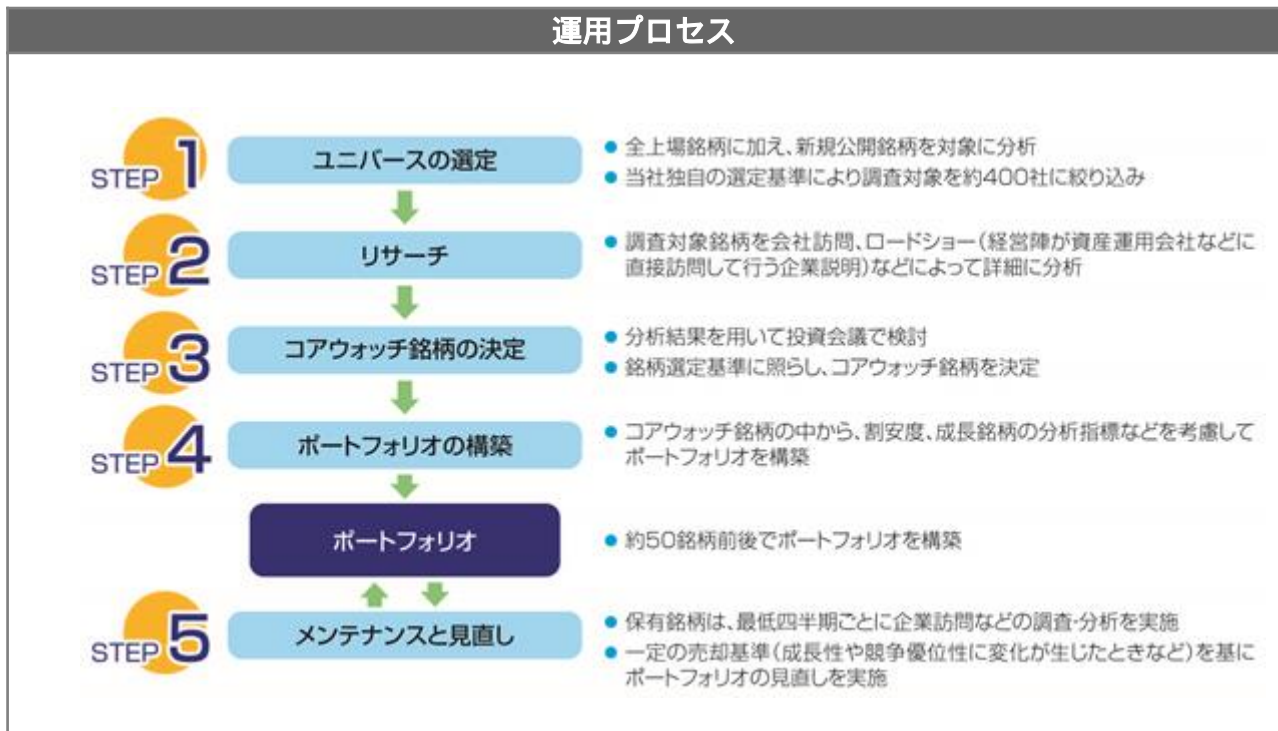 運用プロセス
STEP 1
ユニバースの選定
● 全上場銘柄に加え、新規公開銘柄を対象に分析
● 当社独自の選定基準により調査対象を約400社に絞り込み
STEP 2
リサーチ
● 調査対象銘柄を会社訪問、ロードショー(経営陣が資産運用会社などに
直接訪問して行う企業説明)などによって詳細に分析
STEP 3
コアウォッチ銘柄の決定
● 分析結果を用いて投資会議で検討
● 銘柄選定基準に照らし、コアウォッチ銘柄を決定
STEP 4
ポートフォリオの構築
● コアウォッチ銘柄の中から、割安度、成長銘柄の分析指標などを考慮して
ポートフォリオを構築
ポートフォリオ
● 約50銘柄前後でポートフォリオを構築
STEP 5
メンテナンスと見直し
● 保有銘柄は、最低四半期ごとに企業訪問などの調査・分析を実施
● 一定の売却基準(成長性や競争優位性に変化が生じたときなど)を基に
ポートフォリオの見直しを実施